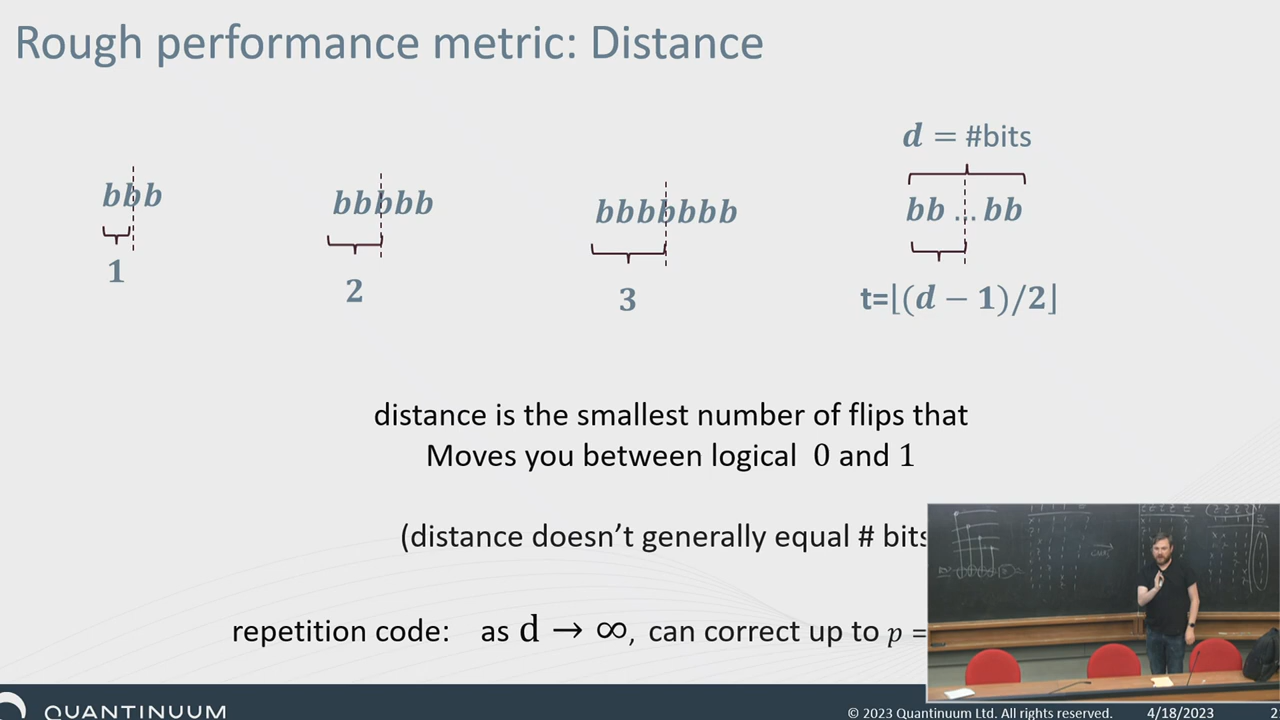 Rough performance metric: Distance
d = #bits
bbb
bbbbb
bbbbbbb
bb ... bb
1
2
3
t=⌊(d − 1)/2⌋
distance is the smallest number of flips that
Moves you between logical 0 and 1
(distance doesn't generally equal # bits
repetition code: as d → ∞, can correct up to p =
QUANTINUUM
© 2023 Quantinuum Ltd. All rights reserved.
4/18/2023
2